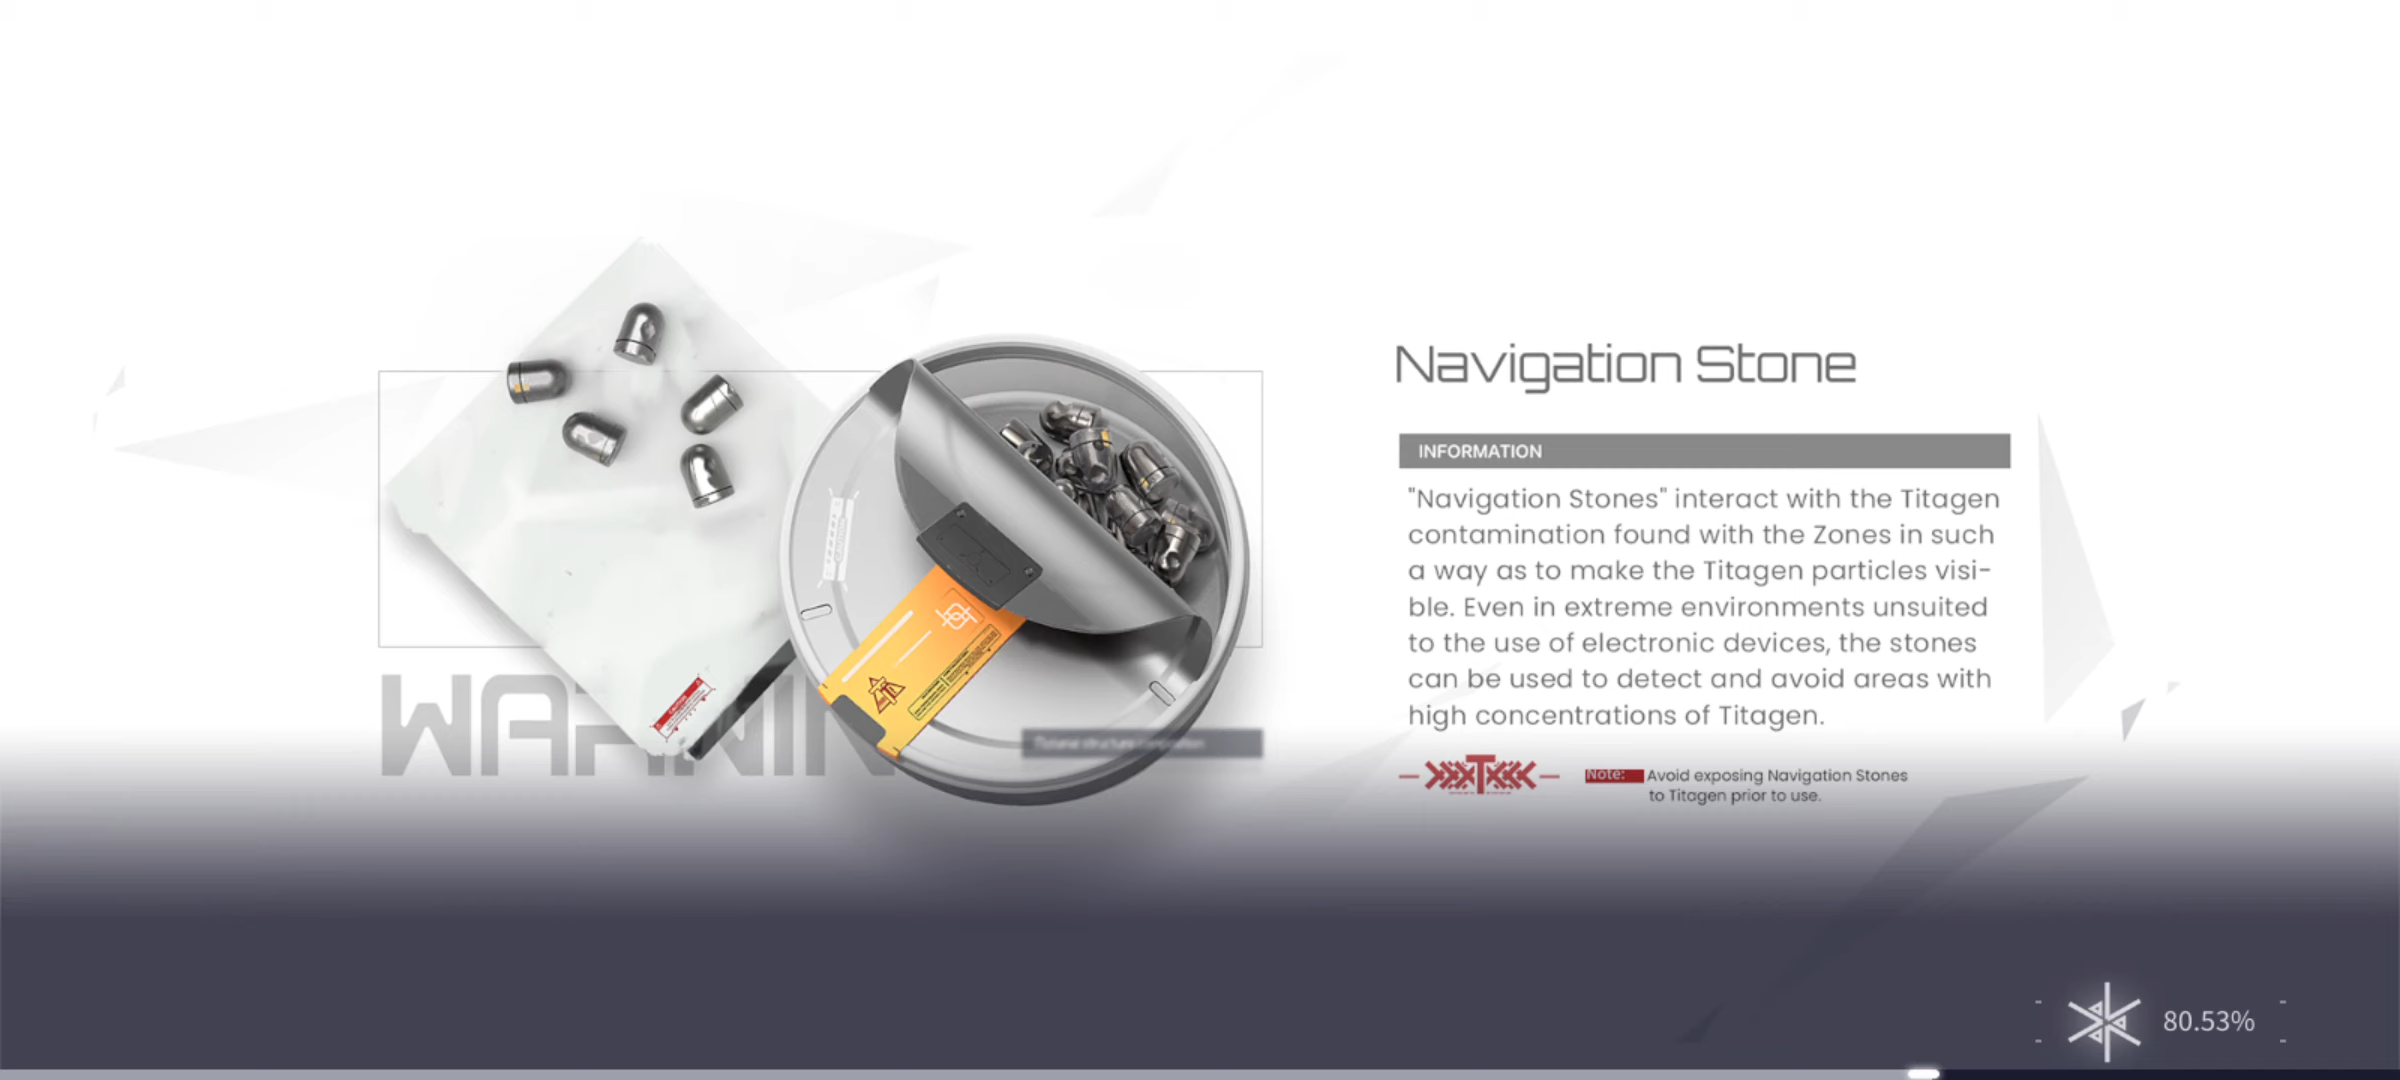 Navigation Stone
INFORMATION
"Navigation Stones" interact with the Titagen
contamination found with the Zones in such
a way as to make the Titagen particles visi-
ble. Even in extreme environments unsuited
to the use of electronic devices, the stones
can be used to detect and avoid areas with
high concentrations of Titagen.
Note: Avoid exposing Navigation Stones
to Titagen prior to use.
80.53%